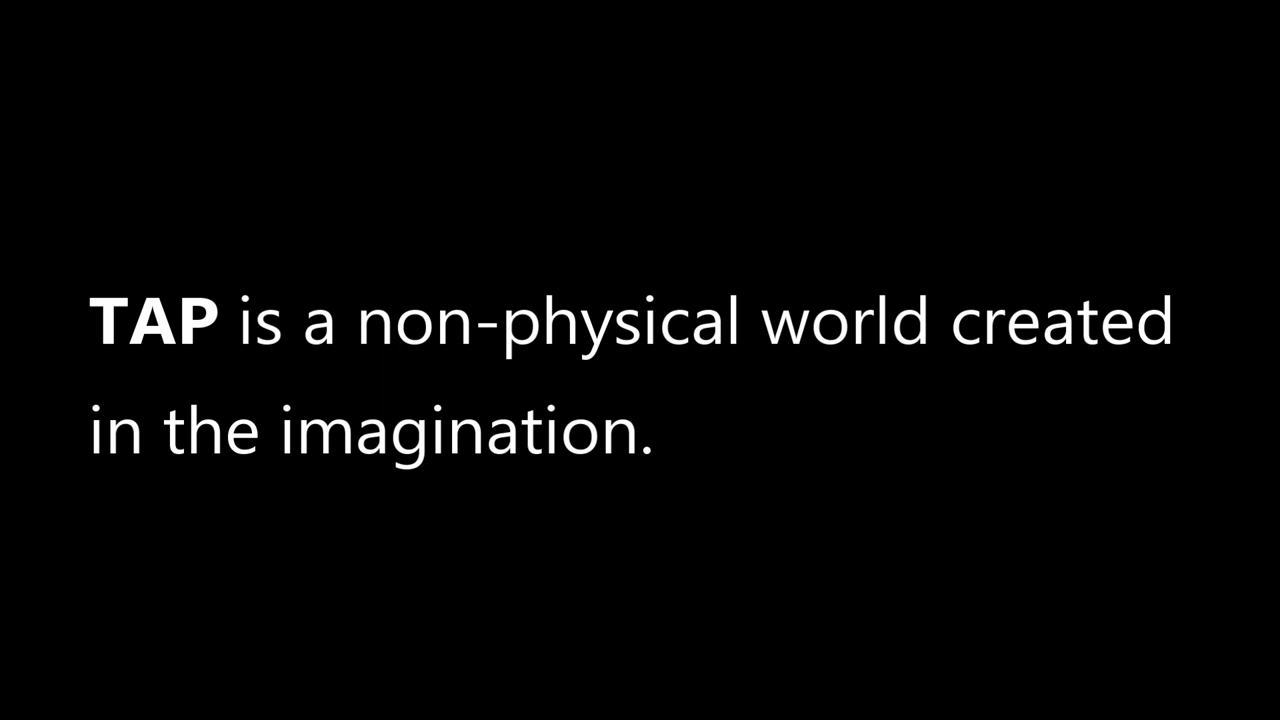 TAP is a non-physical world created
in the imagination.